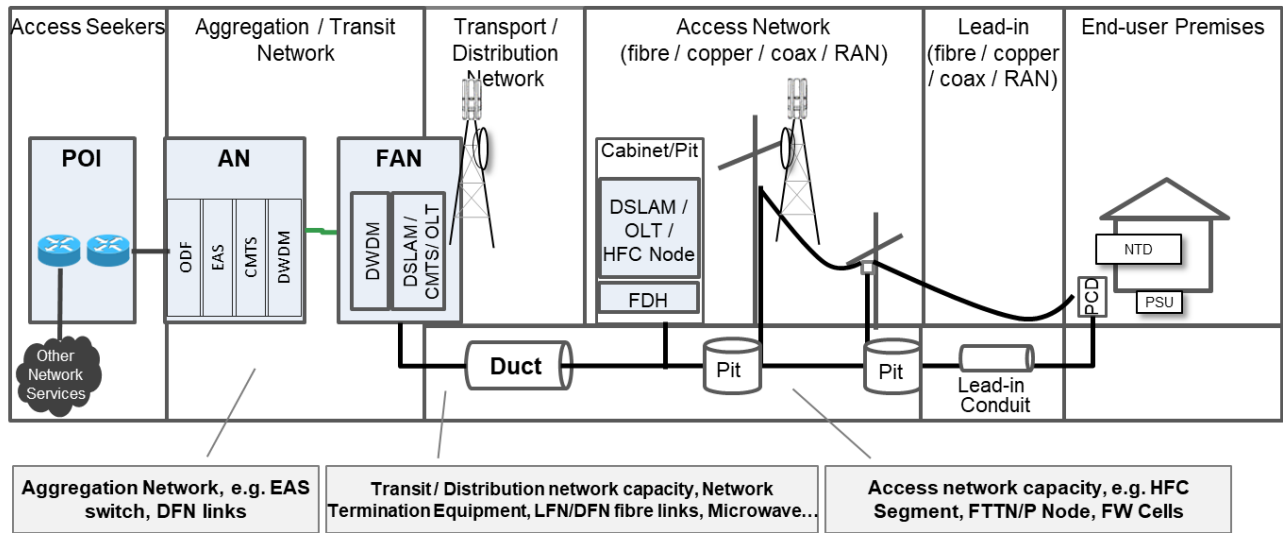 Access Seekers
Aggregation / Transit
Network
Transport /
Distribution
Network
Access Network
(fibre / copper / coax / RAN)
Lead-in
(fibre / copper
/ coax / RAN)
End-user Premises
POI
AN
FAN
ODF
EAS
CMTS
DWDM
DWDM
DSLAM /
CMTS/ OLT
Cabinet/Pit
DSLAM /
OLT /
HFC Node
FDH
NTD
PSU
PCD
Other
Network
Services
Duct
Pit
Pit
Lead-in
Conduit
Aggregation Network, e.g. EAS
switch, DFN links
Transit / Distribution network capacity, Network
Termination Equipment, LFN/DFN fibre links, Microwave...
Access network capacity, e.g. HFC
Segment, FTTN/P Node, FW Cells